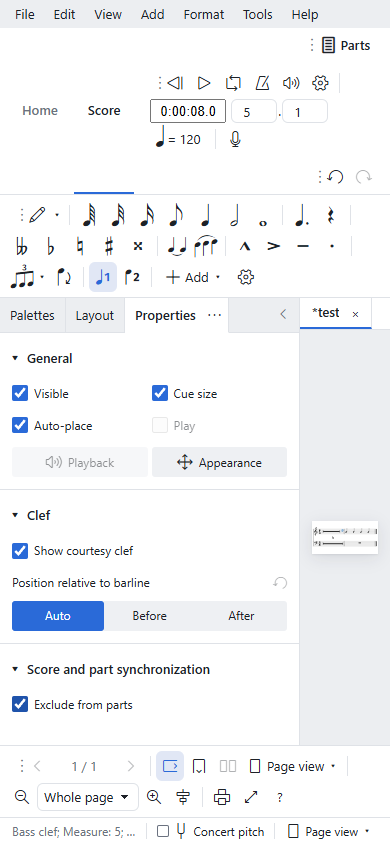 File Edit View Add Format Tools Help
Parts
Home Score 0:00:08.0 5 . 1
= 120
3 1 2 Add
Palettes Layout Properties ··· *test ×
General
Visible Cue size
Auto-place Play
Playback Appearance
Clef
Show courtesy clef
Position relative to barline
Auto Before After
Score and part synchronization
Exclude from parts
1 / 1 Page view
Whole page ?
Bass clef; Measure: 5; ... Concert pitch Page view